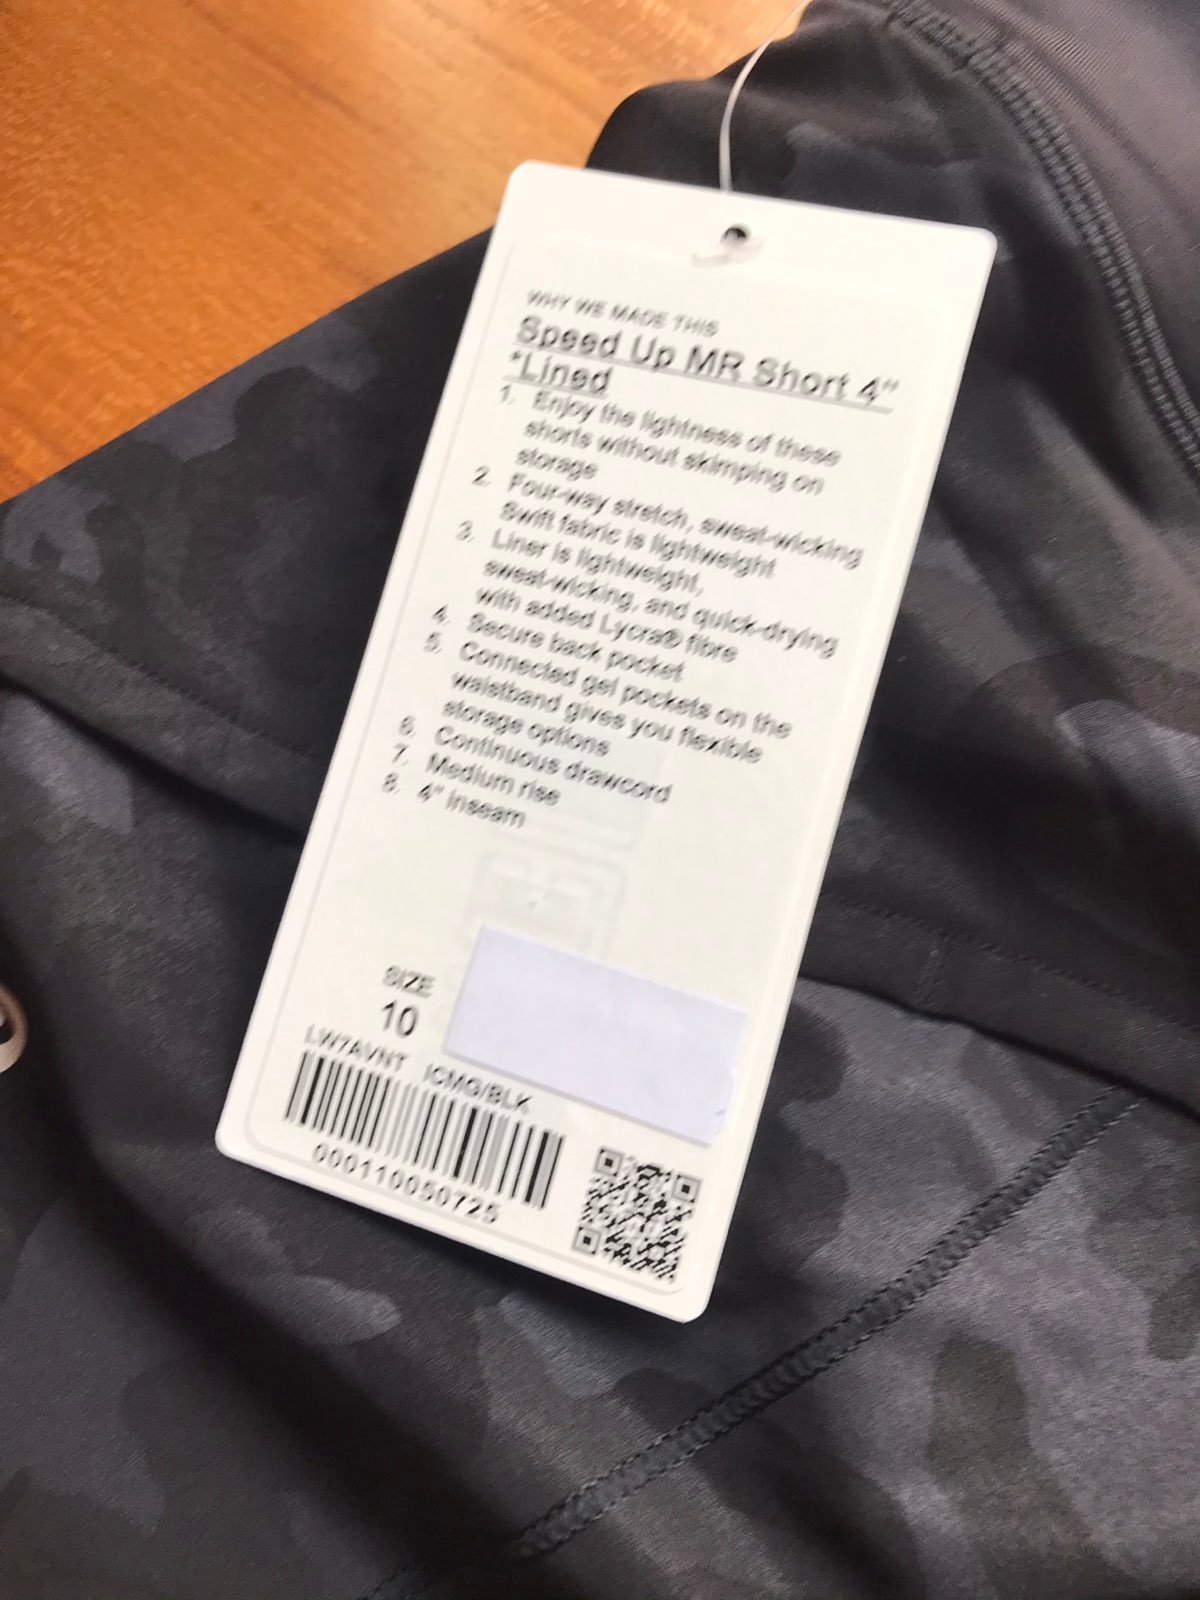 WHY WE MADE THIS
Speed Up MR Short 4"
*Lined
1. Enjoy the lightness of these
shorts without skimping on
storage
2. Four-way stretch, sweat-wicking
Swift fabric is lightweight
3. Liner is lightweight,
sweat-wicking, and quick-drying
with added Lycra® fibre
4. Secure back pocket
5. Connected gel pockets on the
waistband gives you flexible
storage options
6. Continuous drawcord
7. Medium rise
8. 4" inseam
SIZE
10
LW7AVNT ICMG/BLK
000110050725